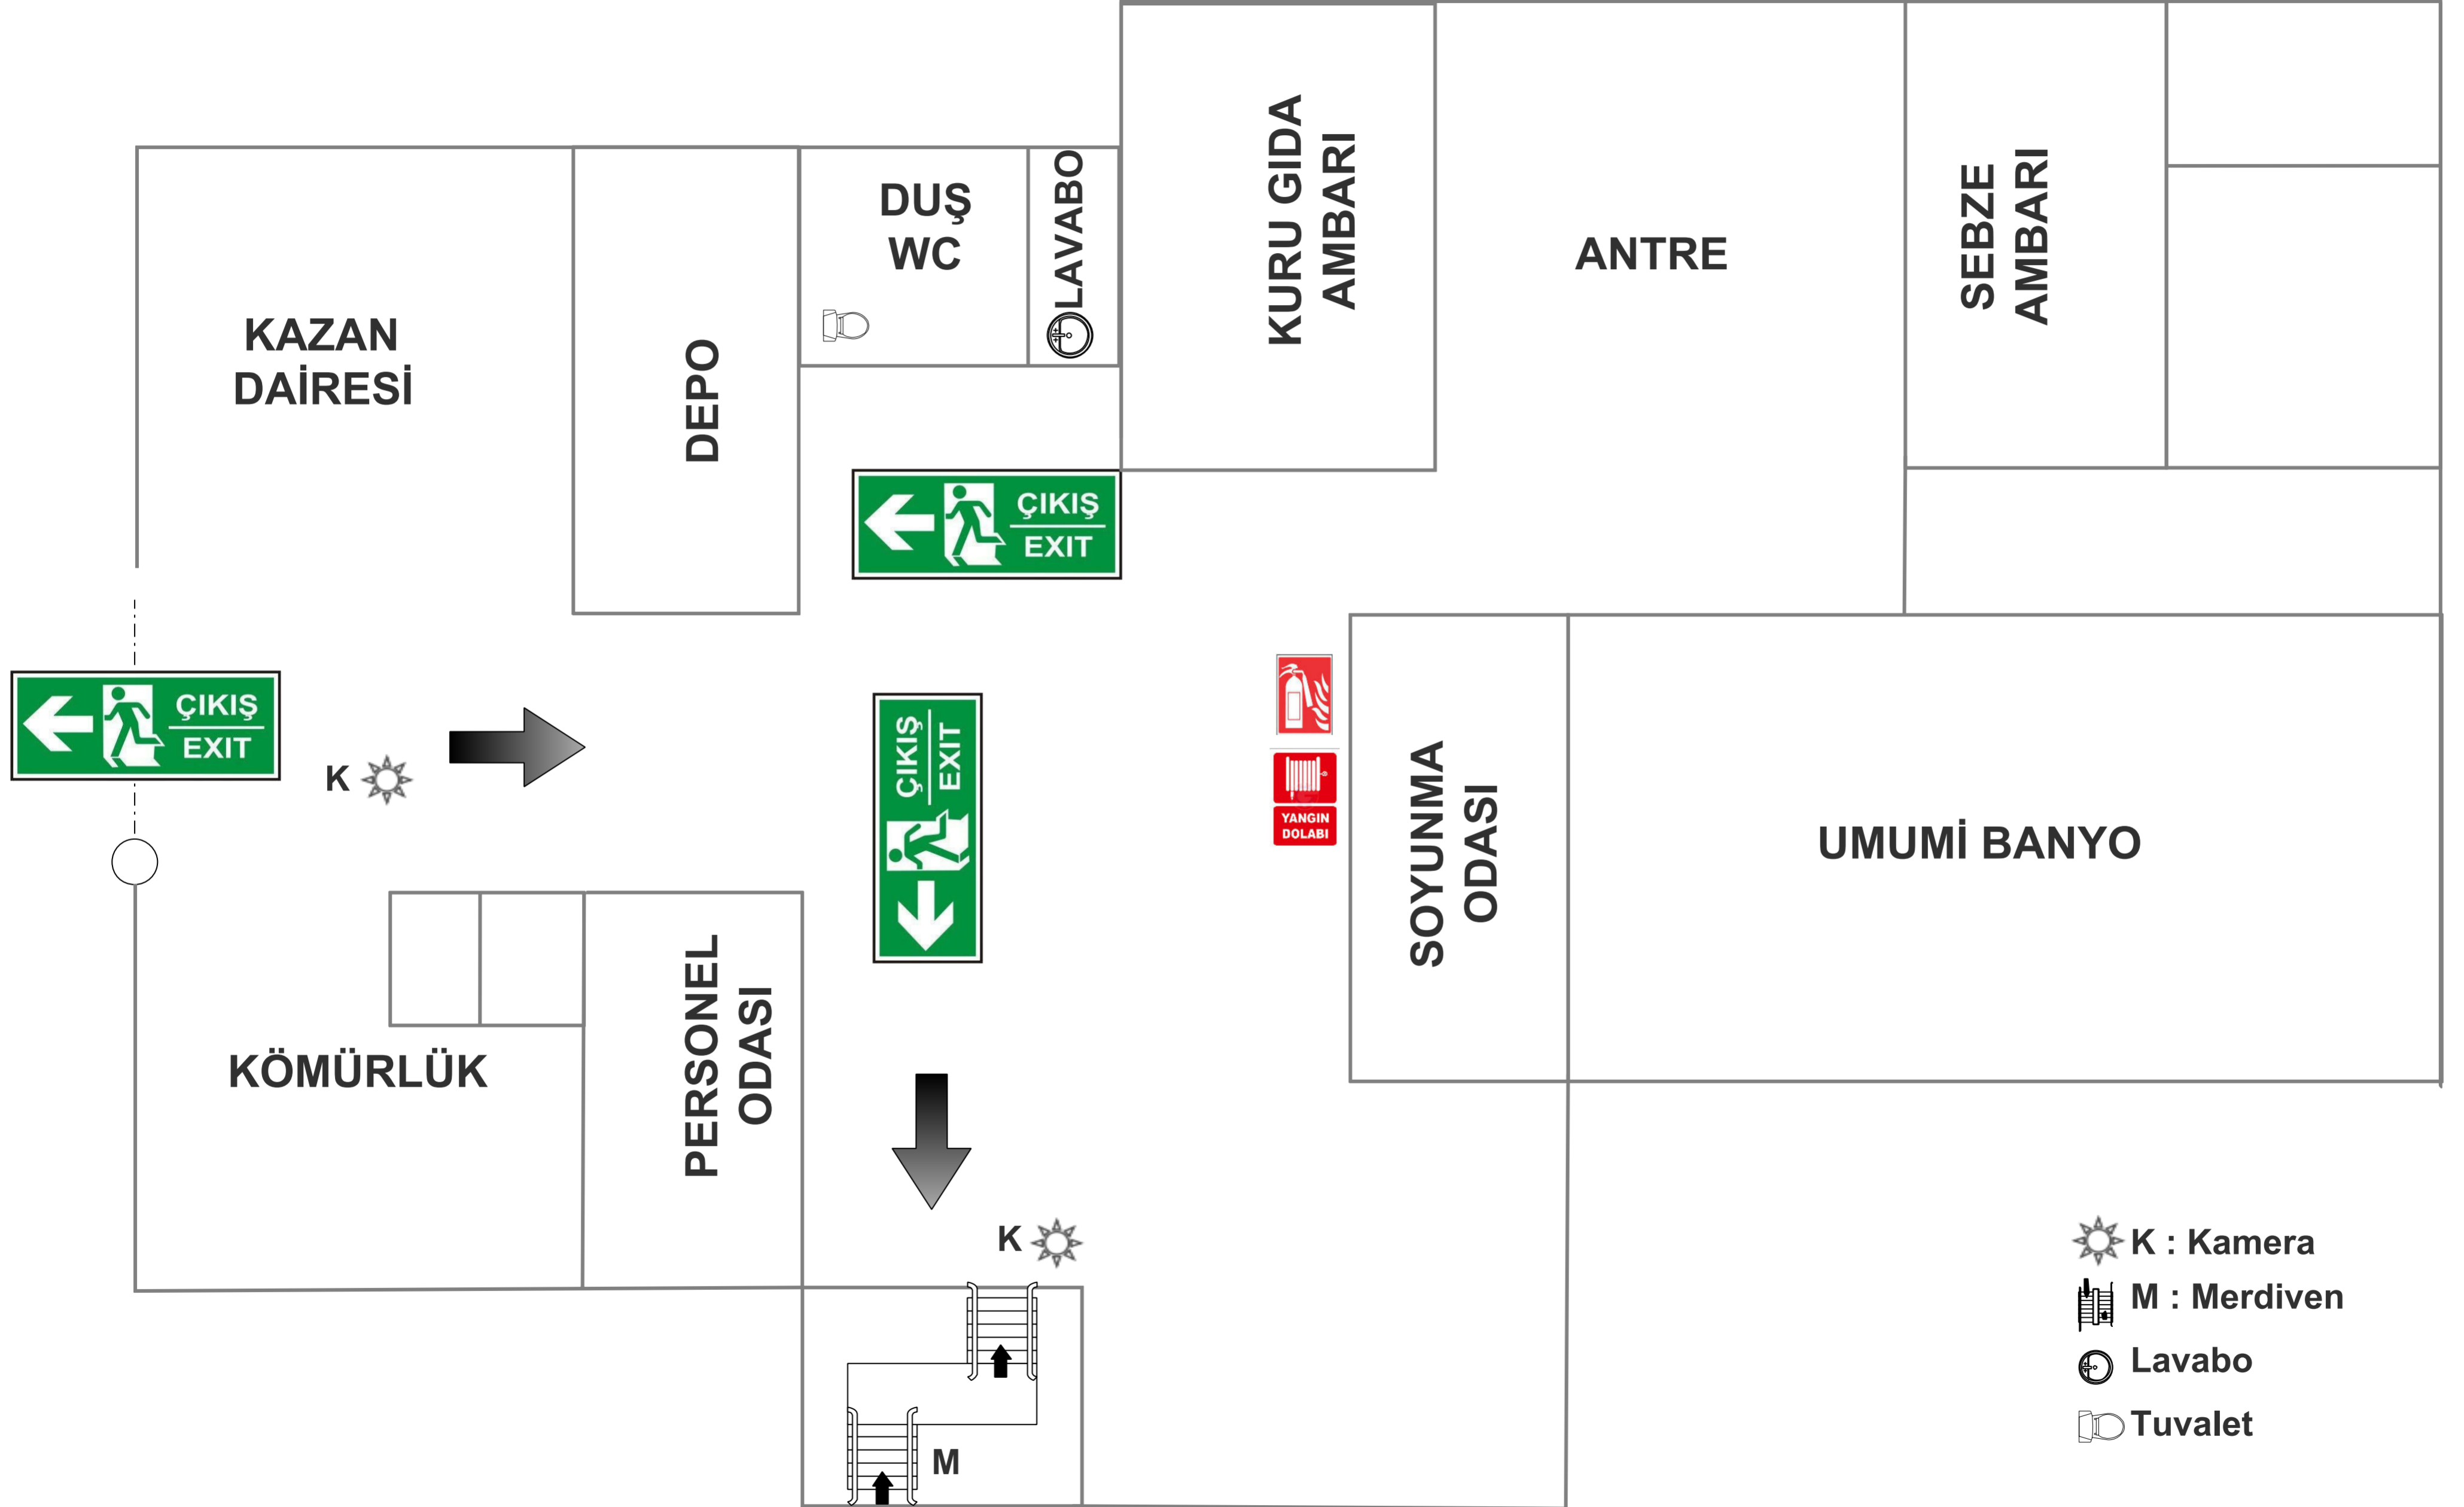 KURU GIDA
AMBARI
ANTRE
SEBZE
AMBARI
DUŞ
WC
LAVABO
KAZAN
DAİRESİ
DEPO
ÇIKIŞ
EXIT
ÇIKIŞ
EXIT
K
ÇIKIŞ
EXIT
YANGIN
DOLABI
SOYUNMA
ODASI
UMUMİ BANYO
KÖMÜRLÜK
PERSONEL
ODASI
K
M
K : Kamera
M : Merdiven
Lavabo
Tuvalet